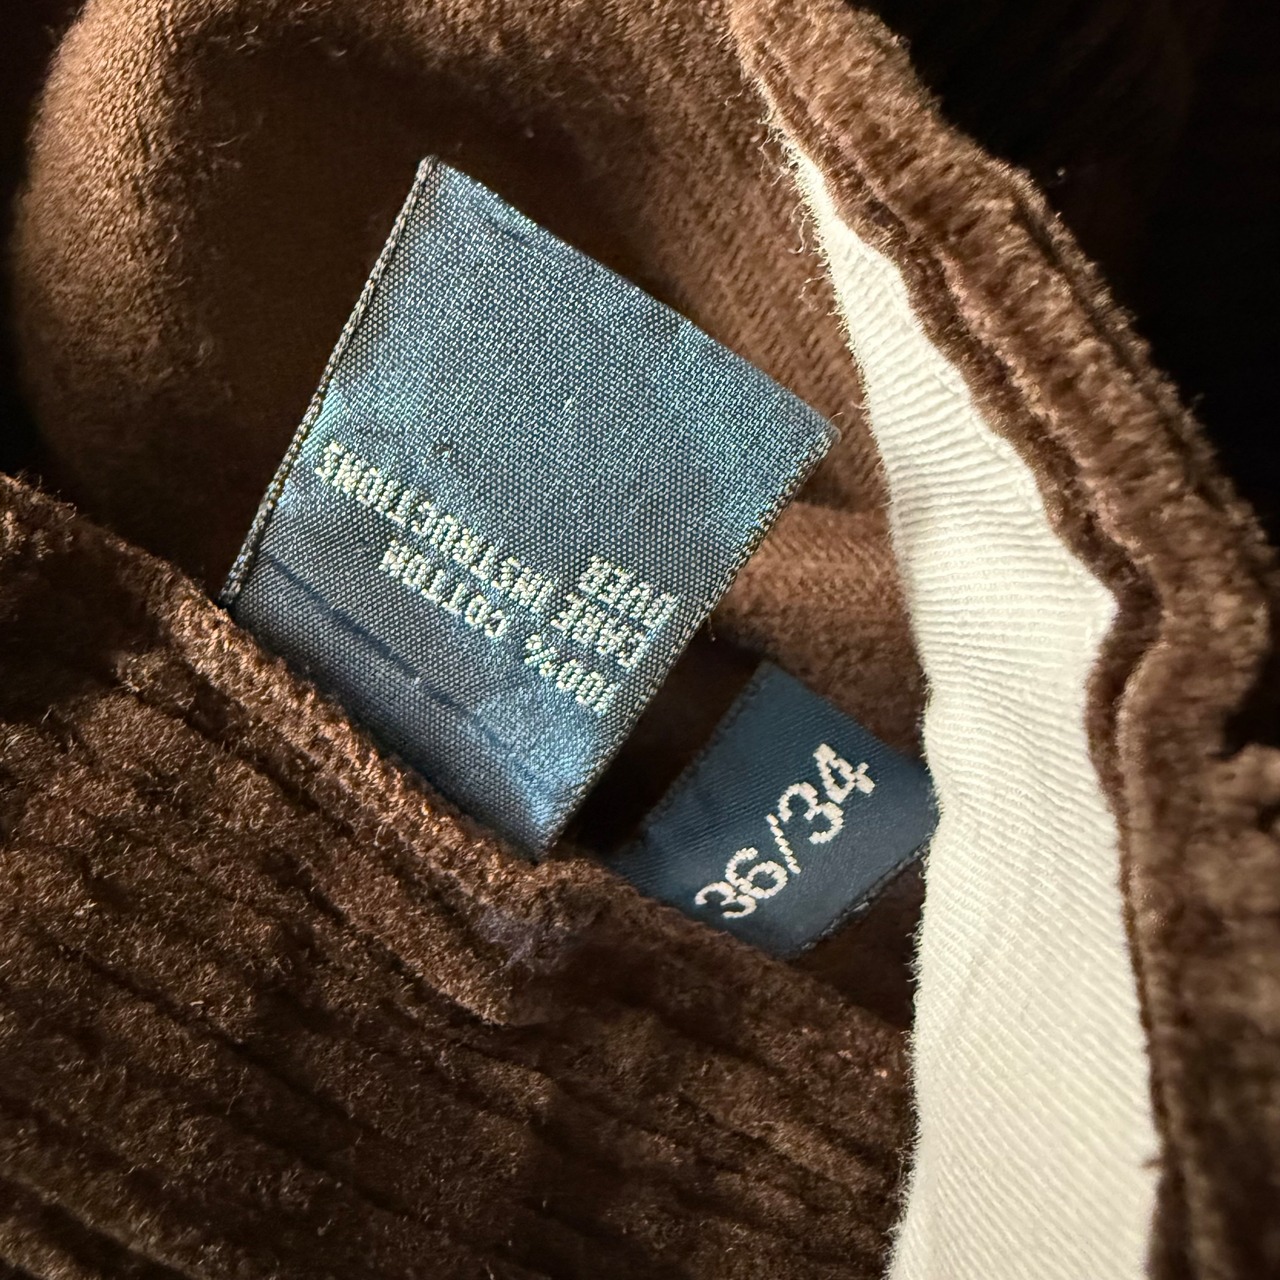 100% COTTON
CARE INSTRUCTIONS
OVER
36/34